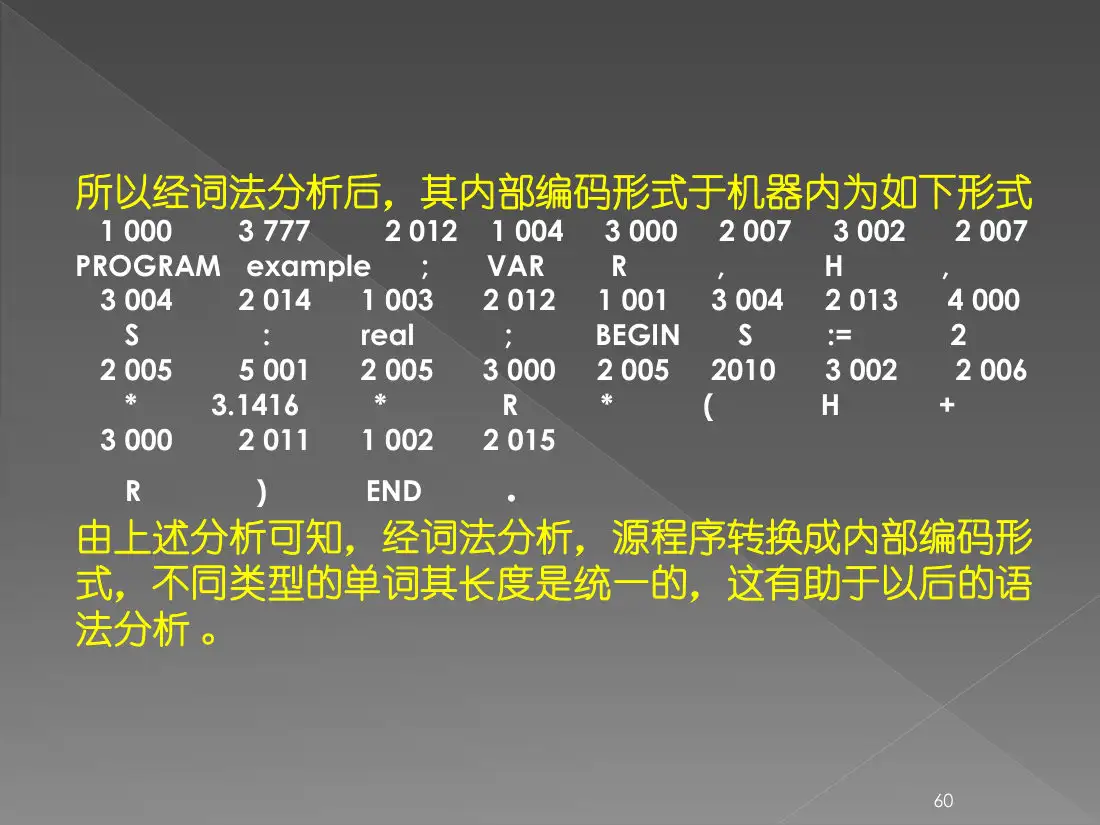 所以经词法分析后，其内部编码形式于机器内为如下形式
1 000 3 777 2 012 1 004 3 000 2 007 3 002 2 007
PROGRAM example ; VAR R , H ,
3 004 2 014 1 003 2 012 1 001 3 004 2 013 4 000
S : real ; BEGIN S := 2
2 005 5 001 2 005 3 000 2 005 2010 3 002 2 006
* 3.1416 * R * ( H +
3 000 2 011 1 002 2 015
R ) END .
由上述分析可知，经词法分析，源程序转换成内部编码形
式，不同类型的单词其长度是统一的，这有助于以后的语
法分析 。
60